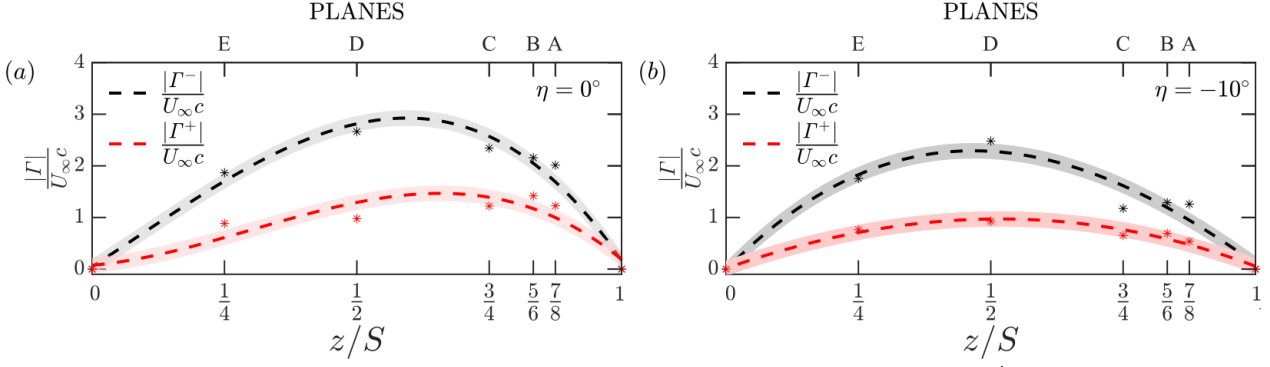 PLANES
E D C B A
(a)
4
3
2
1
0
|Γ|/U∞c
|Γ⁻|/U∞c
|Γ⁺|/U∞c
η = 0°
0 1/4 1/2 3/4 5/6 7/8 1
z/S
PLANES
E D C B A
(b)
4
3
2
1
0
|Γ|/U∞c
|Γ⁻|/U∞c
|Γ⁺|/U∞c
η = −10°
0 1/4 1/2 3/4 5/6 7/8 1
z/S